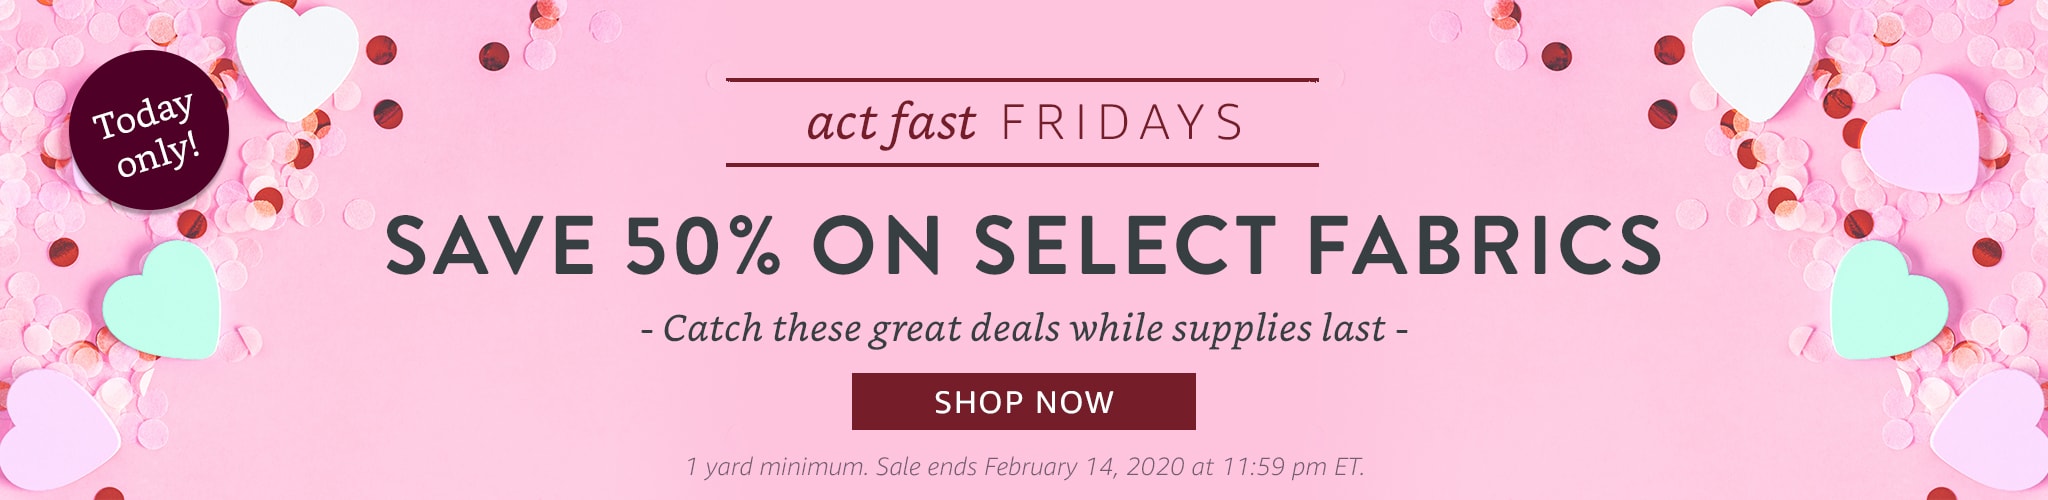 Today
only!
act fast FRIDAYS
SAVE 50% ON SELECT FABRICS
- Catch these great deals while supplies last -
SHOP NOW
1 yard minimum. Sale ends February 14, 2020 at 11:59 pm ET.